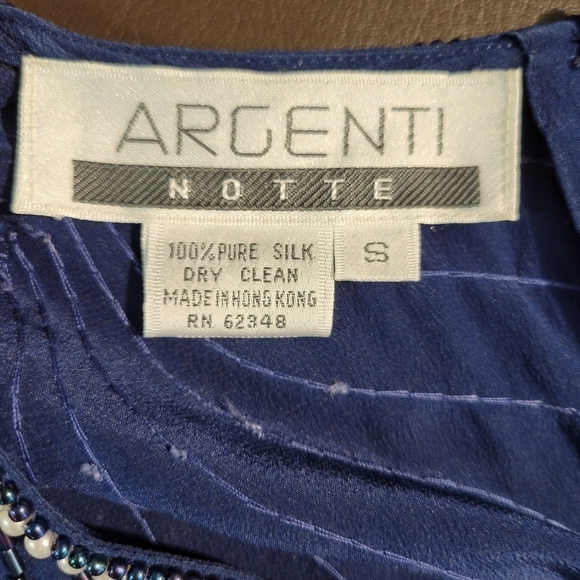 ARGENTI
NOTTE
100% PURE SILK
DRY CLEAN
MADE IN HONG KONG
RN 62348
S